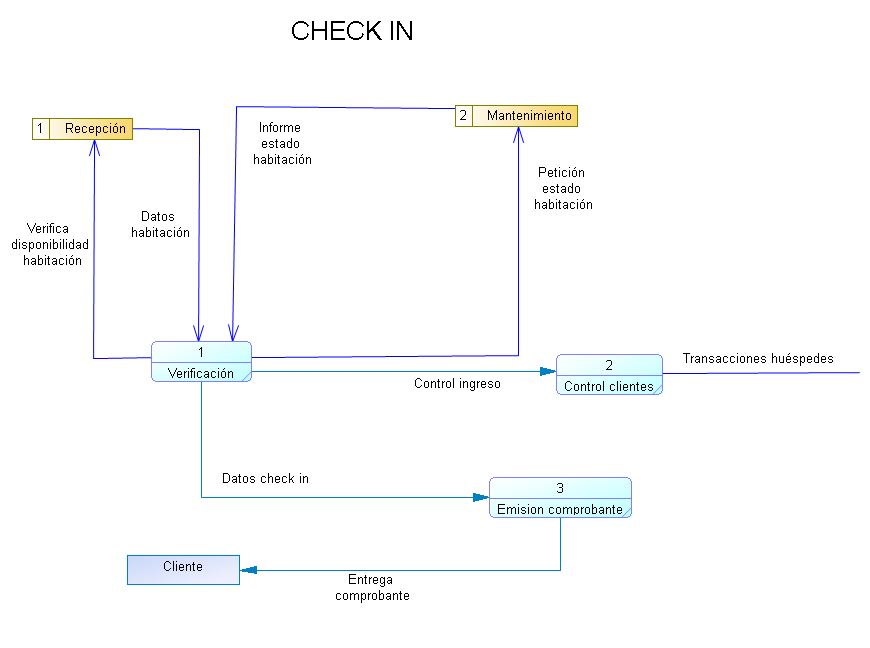 CHECK IN
1 Recepción
2 Mantenimiento
Informe
estado
habitación
Petición
estado
habitación
Verifica
disponibilidad
habitación
Datos
habitación
1
Verificación
2
Control clientes
Transacciones huéspedes
Control ingreso
Datos check in
3
Emision comprobante
Cliente
Entrega
comprobante